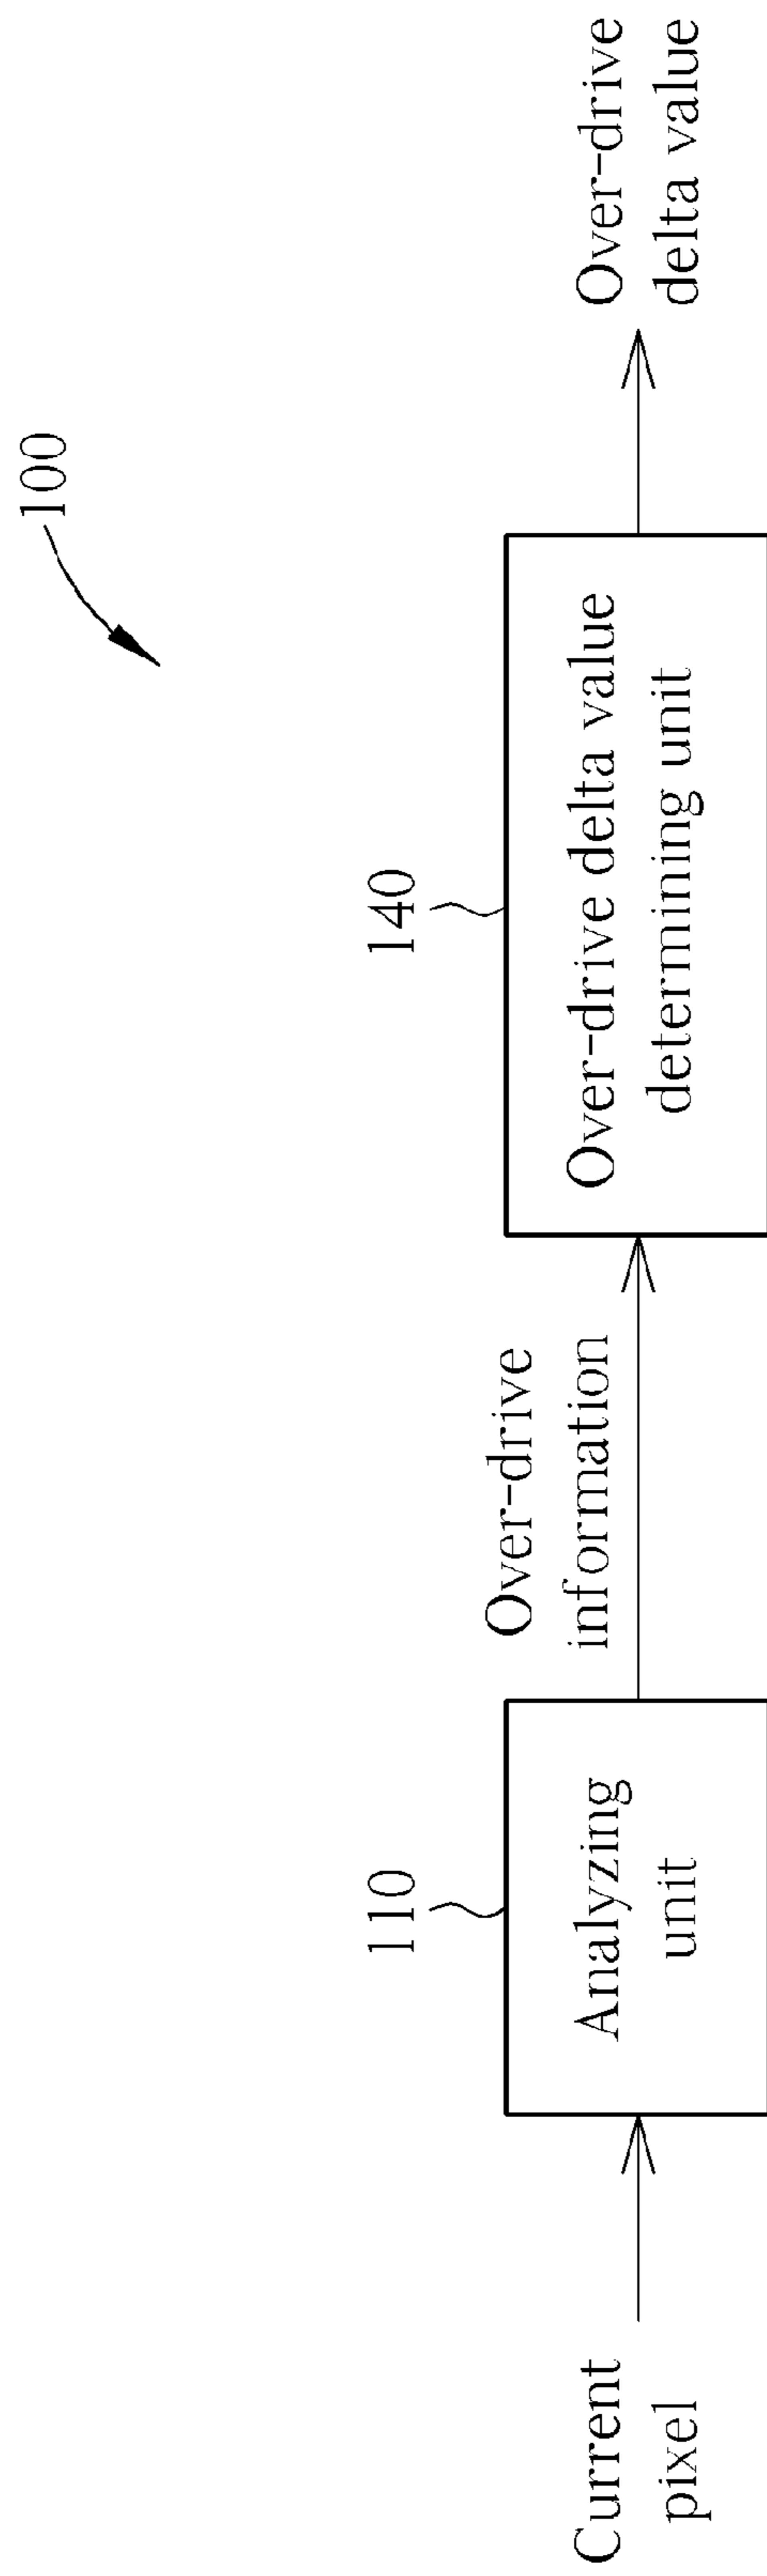 100
Current
pixel
110
Analyzing
unit
Over-drive
information
140
Over-drive delta value
determining unit
Over-drive
delta value